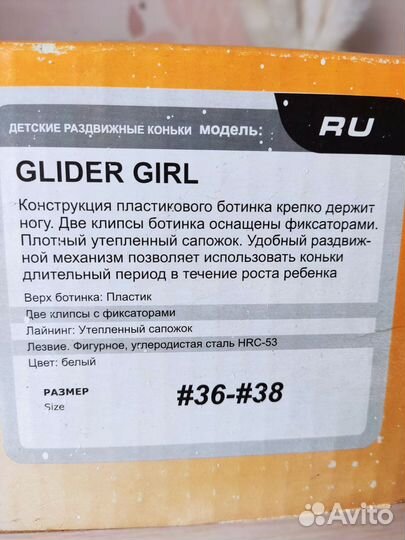 ДЕТСКИЕ РАЗДВИЖНЫЕ КОНЬКИ модель:
RU
GLIDER GIRL
Конструкция пластикового ботинка крепко держит
ногу. Две клипсы ботинка оснащены фиксаторами.
Плотный утепленный сапожок. Удобный раздвиж-
ной механизм позволяет использовать коньки
длительный период в течение роста ребенка
Верх ботинка: Пластик
Две клипсы с фиксаторами
Лайнинг: Утепленный сапожок
Лезвие. Фигурное, углеродистая сталь HRC-53
Цвет: белый
РАЗМЕР
Size
#36-#38
Avito